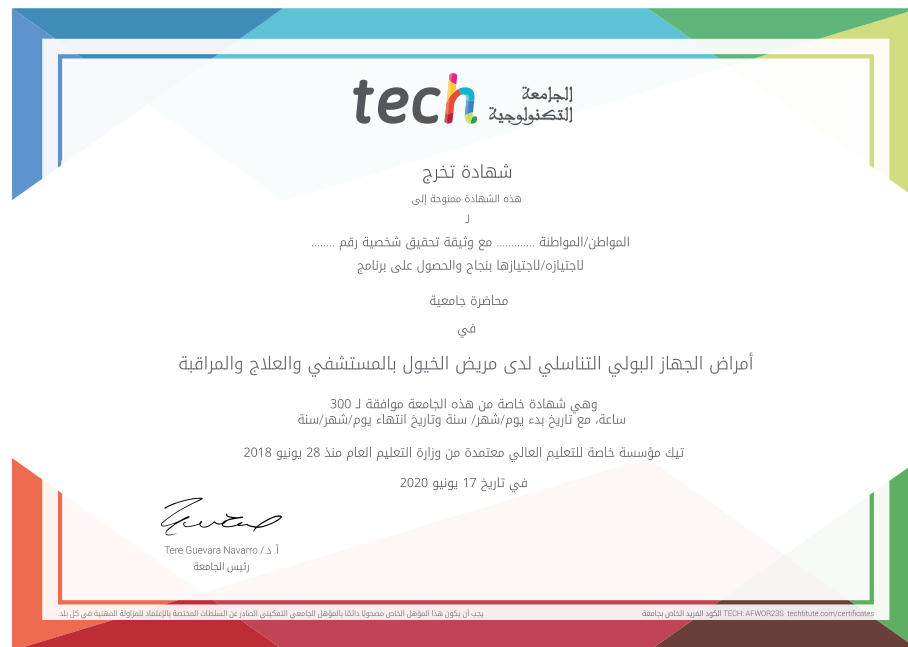 tech
الجامعة
التكنولوجية
شهادة تخرج
هذه الشهادة ممنوحة إلى
لـ
المواطن/المواطنة ............ مع وثيقة تحقيق شخصية رقم ........
لاجتيازه/لاجتيازها بنجاح والحصول على برنامج
محاضرة جامعية
في
أمراض الجهاز البولي التناسلي لدى مريض الخيول بالمستشفي والعلاج والمراقبة
وهي شهادة خاصة من هذه الجامعة موافقة لـ 300
ساعة، مع تاريخ بدء يوم/شهر/ سنة وتاريخ انتهاء يوم/شهر/سنة
تيك مؤسسة خاصة للتعليم العالي معتمدة من وزارة التعليم العام منذ 28 يونيو 2018
في تاريخ 17 يونيو 2020
أ. د./ Tere Guevara Navarro
رئيس الجامعة
يجب أن يكون هذا المؤهل الخاص مصحوبًا دائمًا بالمؤهل الجامعي التمكيني الصادر عن السلطات المختصة بالإعتماد للمزاولة المهنية في كل بلد.
الكود الفريد الخاص بجامعة TECH: AFWOR23S techtitute.com/certificates